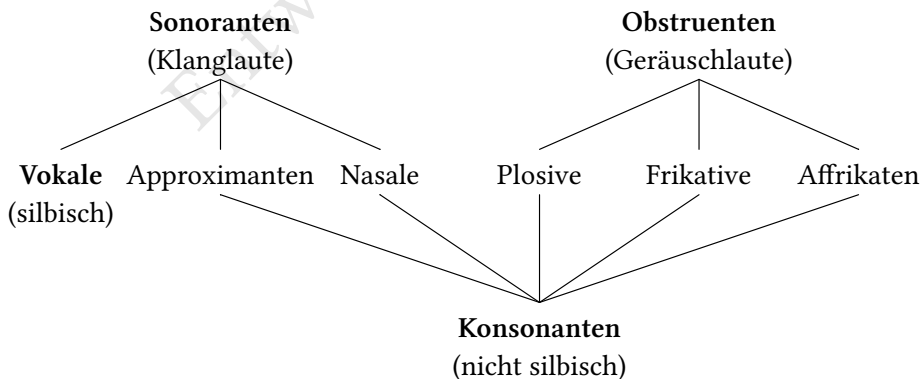 Sonoranten
(Klanglaute)
Obstruenten
(Geräuschlaute)
Vokale
(silbisch)
Approximanten
Nasale
Plosive
Frikative
Affrikaten
Konsonanten
(nicht silbisch)